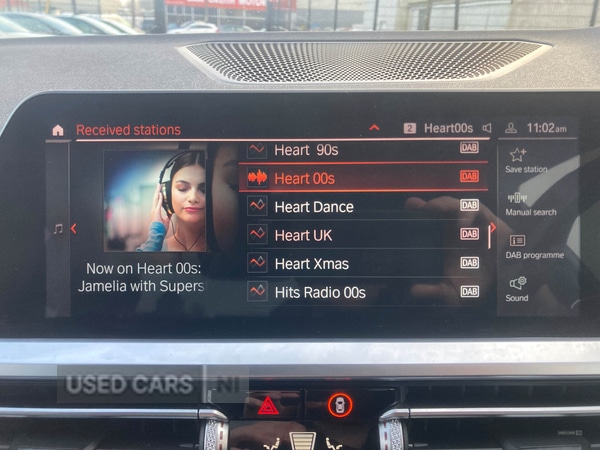 Received stations
2 Heart00s
11:02am
Heart 90s DAB
Heart 00s DAB
Heart Dance DAB
Heart UK DAB
Heart Xmas DAB
Hits Radio 00s DAB
Now on Heart 00s:
Jamelia with Supers
Save station
Manual search
DAB programme
Sound
USED CARS NI